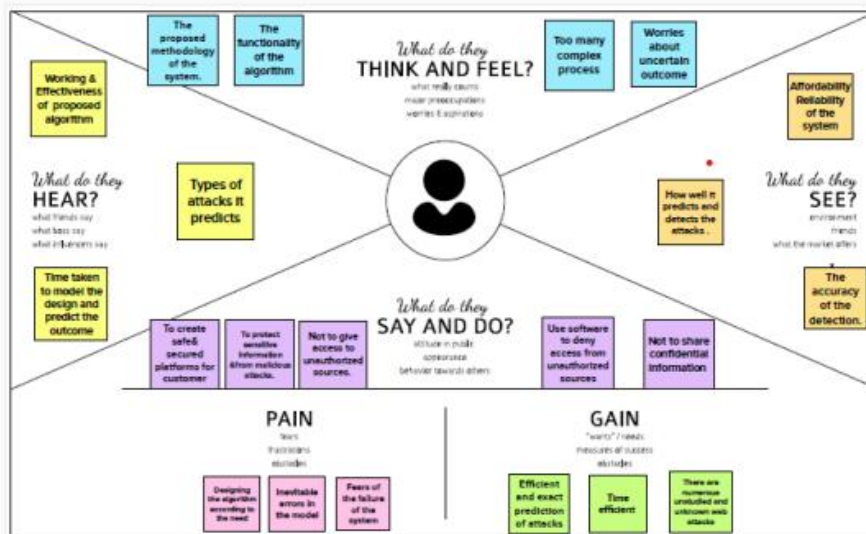 The
proposed
methodology
of the
system.
The
functionality
of the
algorithm
What do they
THINK AND FEEL?
what really counts
major preoccupations
worries & aspirations
Too many
complex
process
Worries
about
uncertain
outcome
Working &
Effectiveness
of proposed
algorithm
What do they
HEAR?
what friends say
what boss say
what influencers say
Types of
attacks it
predicts
Time taken
to model the
design and
predict the
outcome
Affordability
Reliability
of the
system
How well it
predicts and
detects the
attacks .
What do they
SEE?
environment
friends
what the market offers
The
accuracy
of the
detection.
What do they
SAY AND DO?
attitude in public
appearance
behavior towards others
To create
safe&
secured
platforms for
customer
To protect
sensitive
information
&from malicious
attacks.
Not to give
access to
unauthorized
sources.
Use software
to deny
access from
unauthorized
sources
Not to share
confidential
information
PAIN
fears
frustrations
obstacles
Designing
the algorithm
according to
the need
Inevitable
errors in
the model
Fears of
the failure
of the
system
GAIN
"wants" / needs
measures of success
obstacles
Efficient
and exact
prediction
of attacks
Time
efficient
There are
numerous
unstudied and
unknown web
attacks